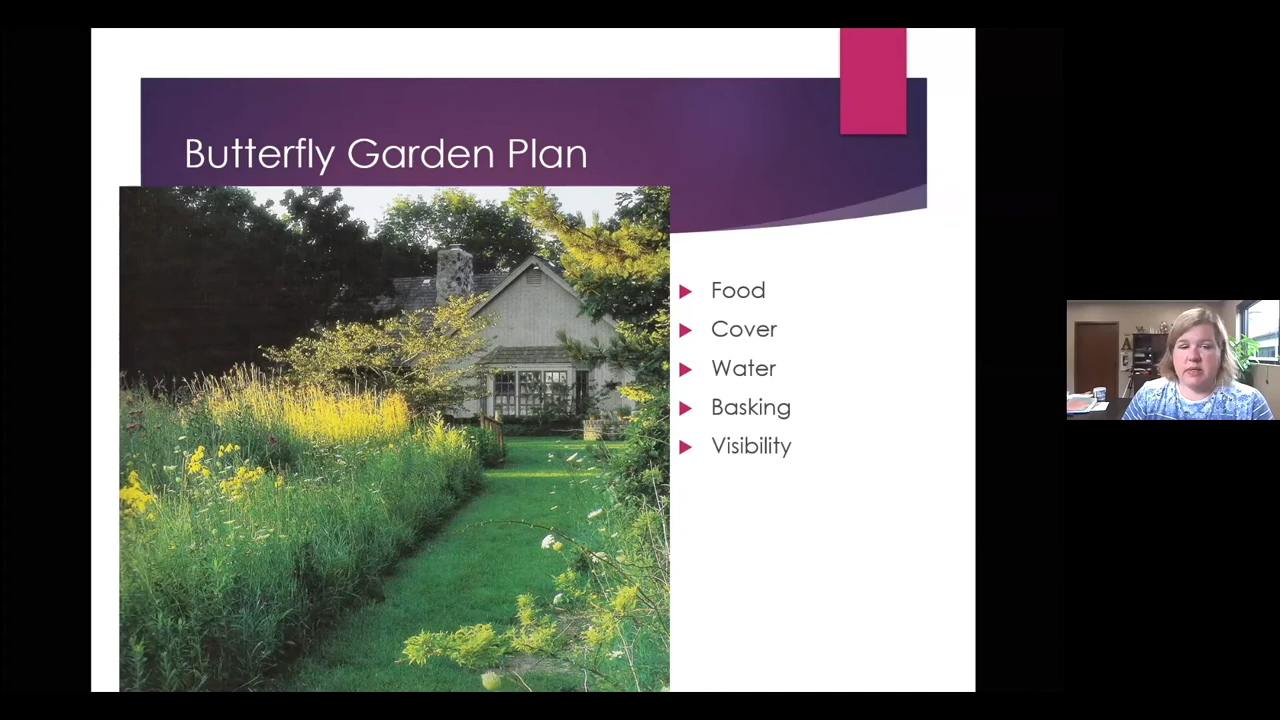 Butterfly Garden Plan
Food
Cover
Water
Basking
Visibility